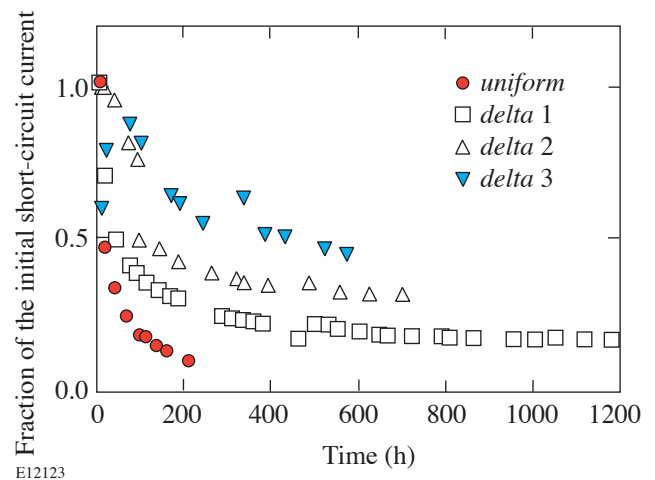 Fraction of the initial short-circuit current
1.0
0.5
0.0
uniform
delta 1
delta 2
delta 3
0 200 400 600 800 1000 1200
Time (h)
E12123